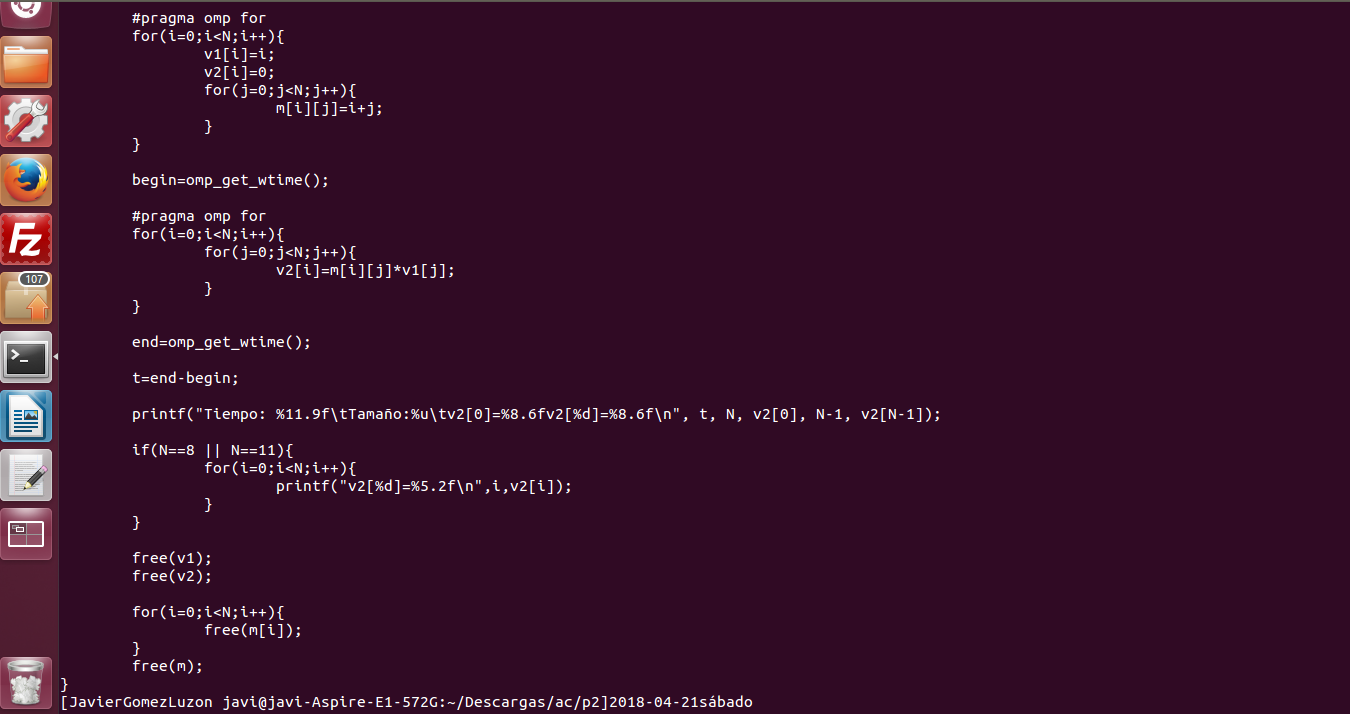 #pragma omp for
for(i=0;i<N;i++){
v1[i]=i;
v2[i]=0;
for(j=0;j<N;j++){
m[i][j]=i+j;
}
}
begin=omp_get_wtime();
#pragma omp for
for(i=0;i<N;i++){
for(j=0;j<N;j++){
v2[i]=m[i][j]*v1[j];
}
}
end=omp_get_wtime();
t=end-begin;
printf("Tiempo: %11.9f\tTamaño:%u\tv2[0]=%8.6fv2[%d]=%8.6f\n", t, N, v2[0], N-1, v2[N-1]);
if(N==8 || N==11){
for(i=0;i<N;i++){
printf("v2[%d]=%5.2f\n",i,v2[i]);
}
}
free(v1);
free(v2);
for(i=0;i<N;i++){
free(m[i]);
}
free(m);
}
[JavierGomezLuzon javi@javi-Aspire-E1-572G:~/Descargas/ac/p2]2018-04-21sábado
Fz
107
>_